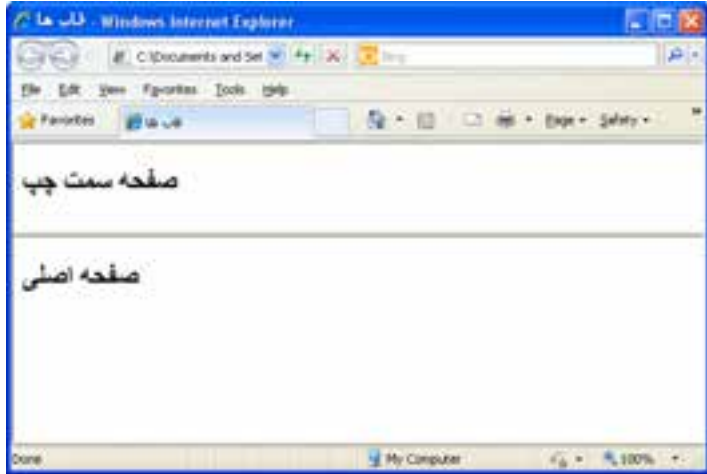 قاب ها - Windows Internet Explorer
C:\Documents and Set
Bing
File Edit View Favorites Tools Help
Favorites
قاب ها
Page Safety
صفحه سمت چپ
صفحه اصلی
Done
My Computer
100%